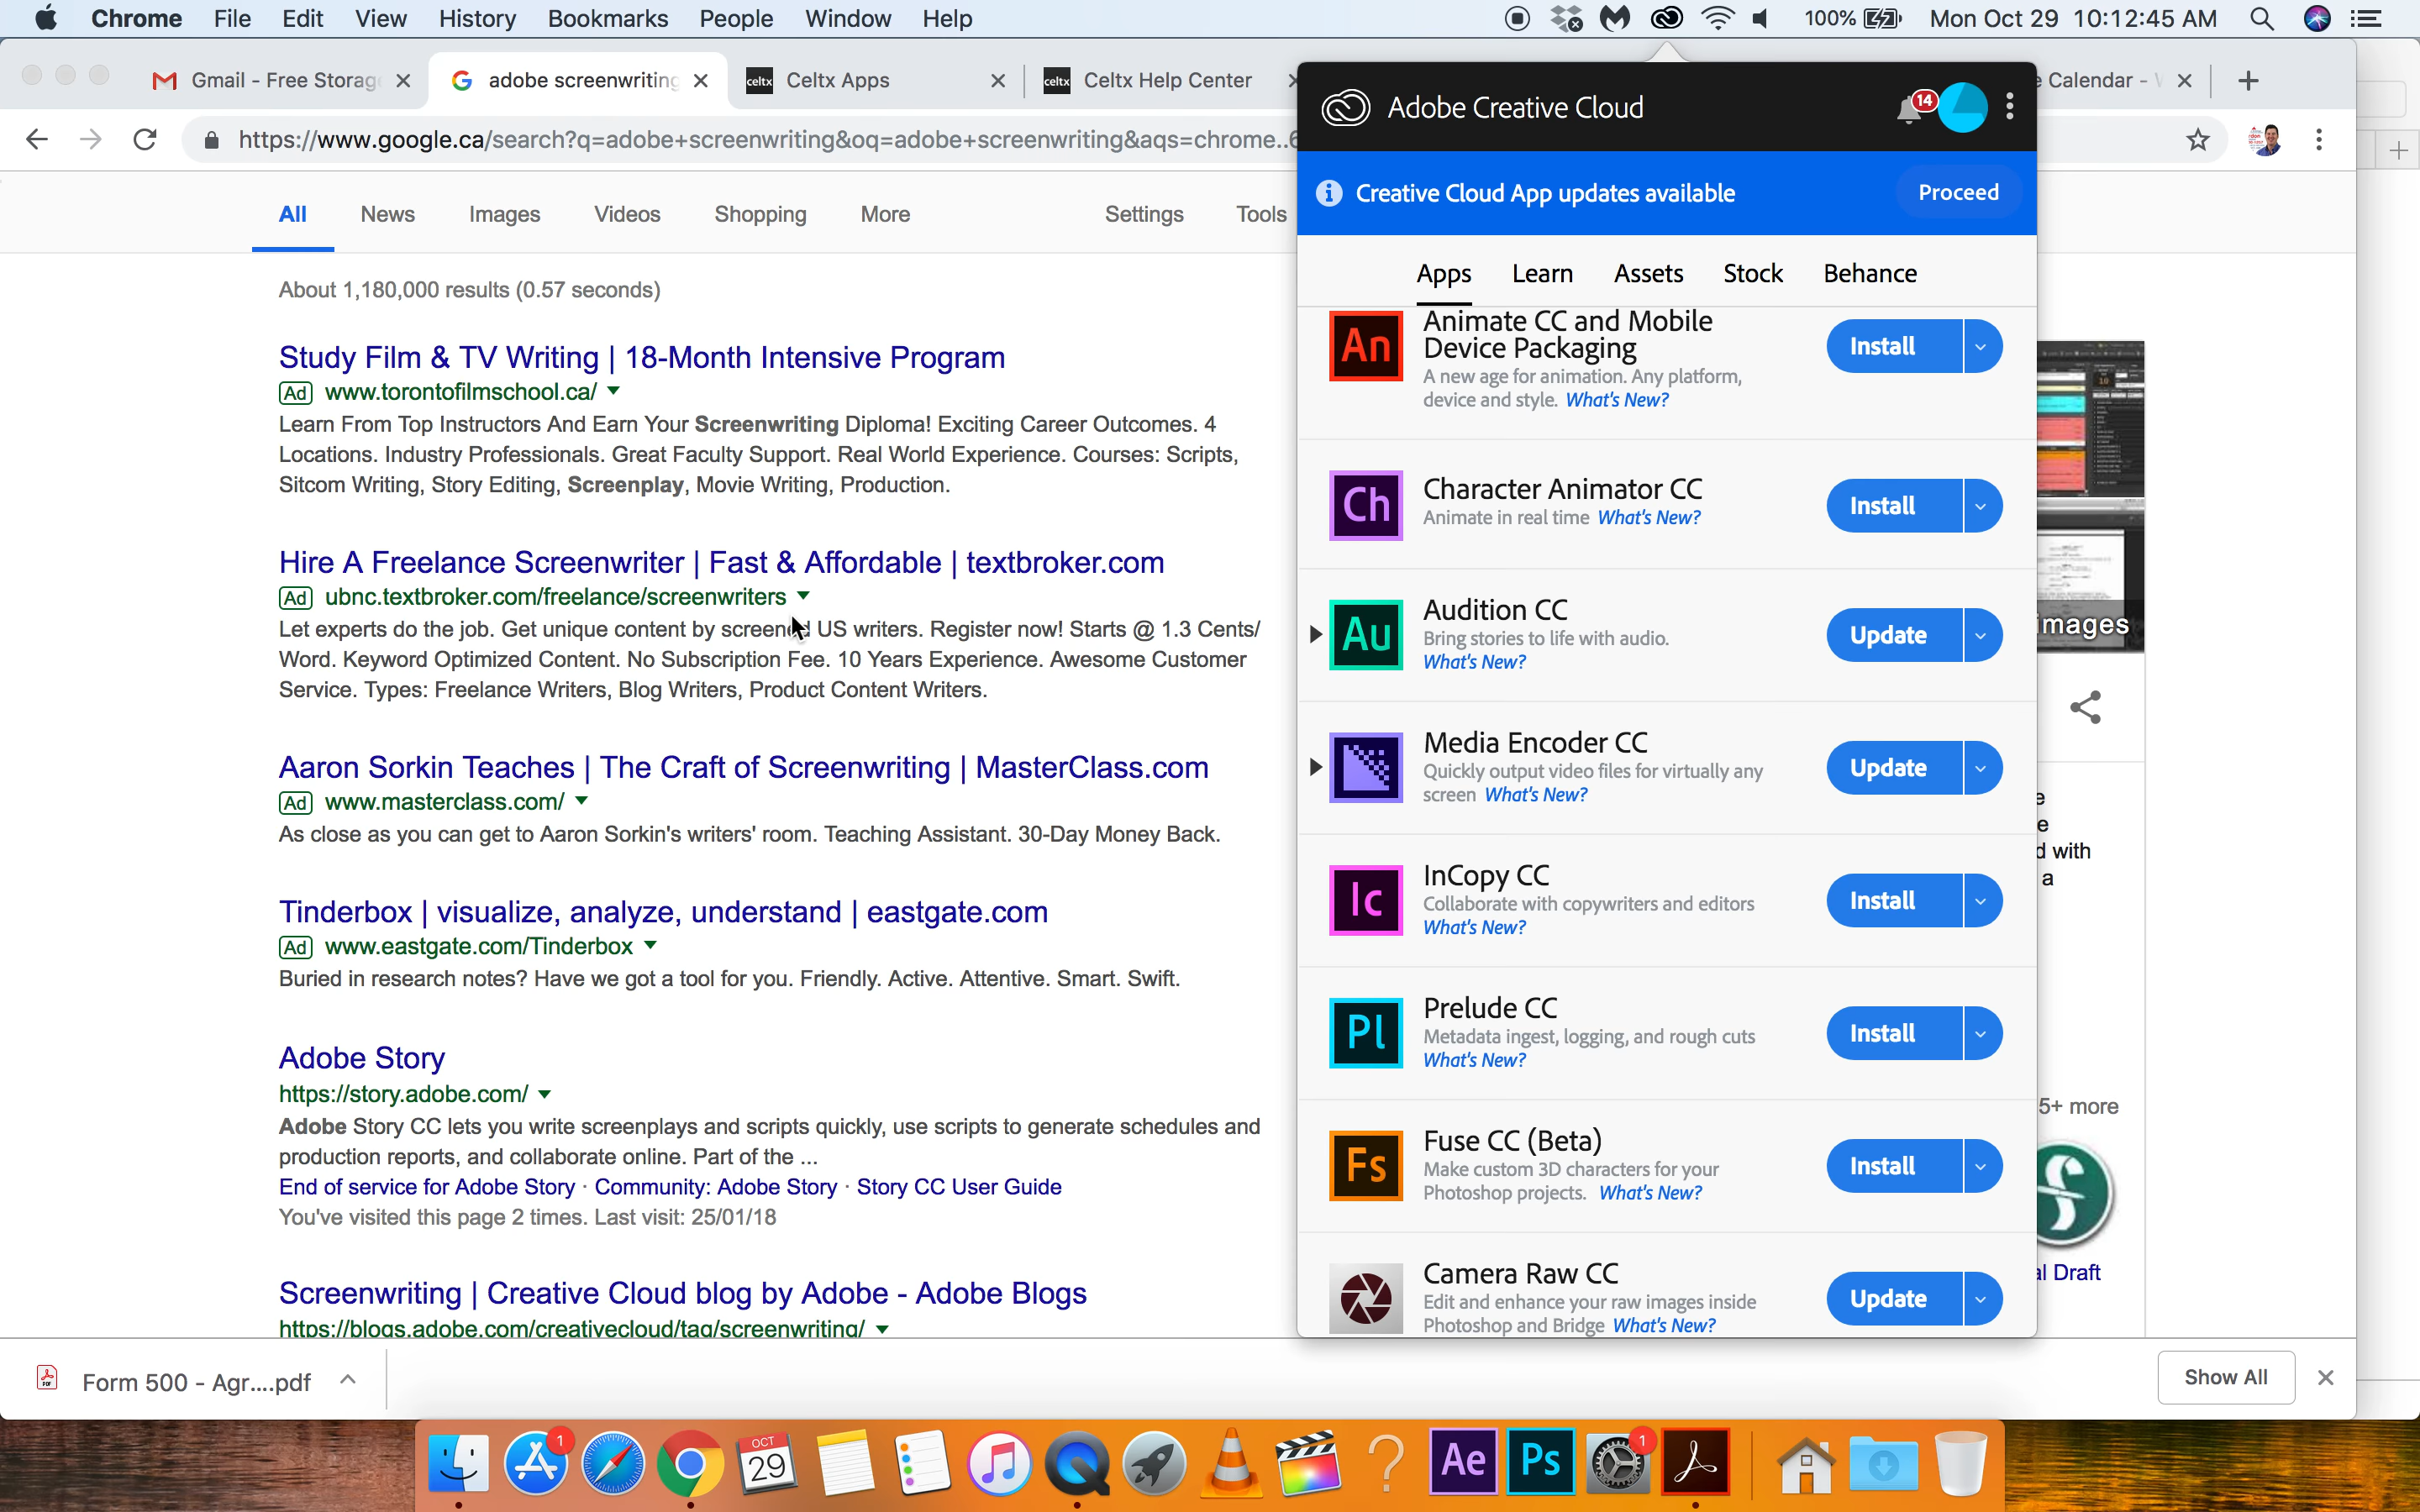 Chrome File Edit View History Bookmarks People Window Help
100% Mon Oct 29 10:12:45 AM
Gmail - Free Storag
adobe screenwriting
celtx Celtx Apps
celtx Celtx Help Center
Calendar -
https://www.google.ca/search?q=adobe+screenwriting&oq=adobe+screenwriting&aqs=chrome..6
All News Images Videos Shopping More Settings Tools
About 1,180,000 results (0.57 seconds)
Study Film & TV Writing | 18-Month Intensive Program
Ad www.torontofilmschool.ca/
Learn From Top Instructors And Earn Your Screenwriting Diploma! Exciting Career Outcomes. 4
Locations. Industry Professionals. Great Faculty Support. Real World Experience. Courses: Scripts,
Sitcom Writing, Story Editing, Screenplay, Movie Writing, Production.
Hire A Freelance Screenwriter | Fast & Affordable | textbroker.com
Ad ubnc.textbroker.com/freelance/screenwriters
Let experts do the job. Get unique content by screened US writers. Register now! Starts @ 1.3 Cents/
Word. Keyword Optimized Content. No Subscription Fee. 10 Years Experience. Awesome Customer
Service. Types: Freelance Writers, Blog Writers, Product Content Writers.
Aaron Sorkin Teaches | The Craft of Screenwriting | MasterClass.com
Ad www.masterclass.com/
As close as you can get to Aaron Sorkin's writers' room. Teaching Assistant. 30-Day Money Back.
Tinderbox | visualize, analyze, understand | eastgate.com
Ad www.eastgate.com/Tinderbox
Buried in research notes? Have we got a tool for you. Friendly. Active. Attentive. Smart. Swift.
Adobe Story
https://story.adobe.com/
Adobe Story CC lets you write screenplays and scripts quickly, use scripts to generate schedules and
production reports, and collaborate online. Part of the ...
End of service for Adobe Story · Community: Adobe Story · Story CC User Guide
You've visited this page 2 times. Last visit: 25/01/18
Screenwriting | Creative Cloud blog by Adobe - Adobe Blogs
https://blogs.adobe.com/creativecloud/tag/screenwriting/
Adobe Creative Cloud
14
Creative Cloud App updates available Proceed
Apps Learn Assets Stock Behance
An Animate CC and Mobile
Device Packaging
A new age for animation. Any platform,
device and style. What's New?
Install
Ch Character Animator CC
Animate in real time What's New?
Install
Au Audition CC
Bring stories to life with audio.
What's New?
Update
Media Encoder CC
Quickly output video files for virtually any
screen What's New?
Update
Ic InCopy CC
Collaborate with copywriters and editors
What's New?
Install
Pl Prelude CC
Metadata ingest, logging, and rough cuts
What's New?
Install
Fs Fuse CC (Beta)
Make custom 3D characters for your
Photoshop projects. What's New?
Install
Camera Raw CC
Edit and enhance your raw images inside
Photoshop and Bridge What's New?
Update
images
e
e
d with
a
5+ more
al Draft
Form 500 - Agr....pdf
Show All
1
OCT
29
Ae
Ps
1